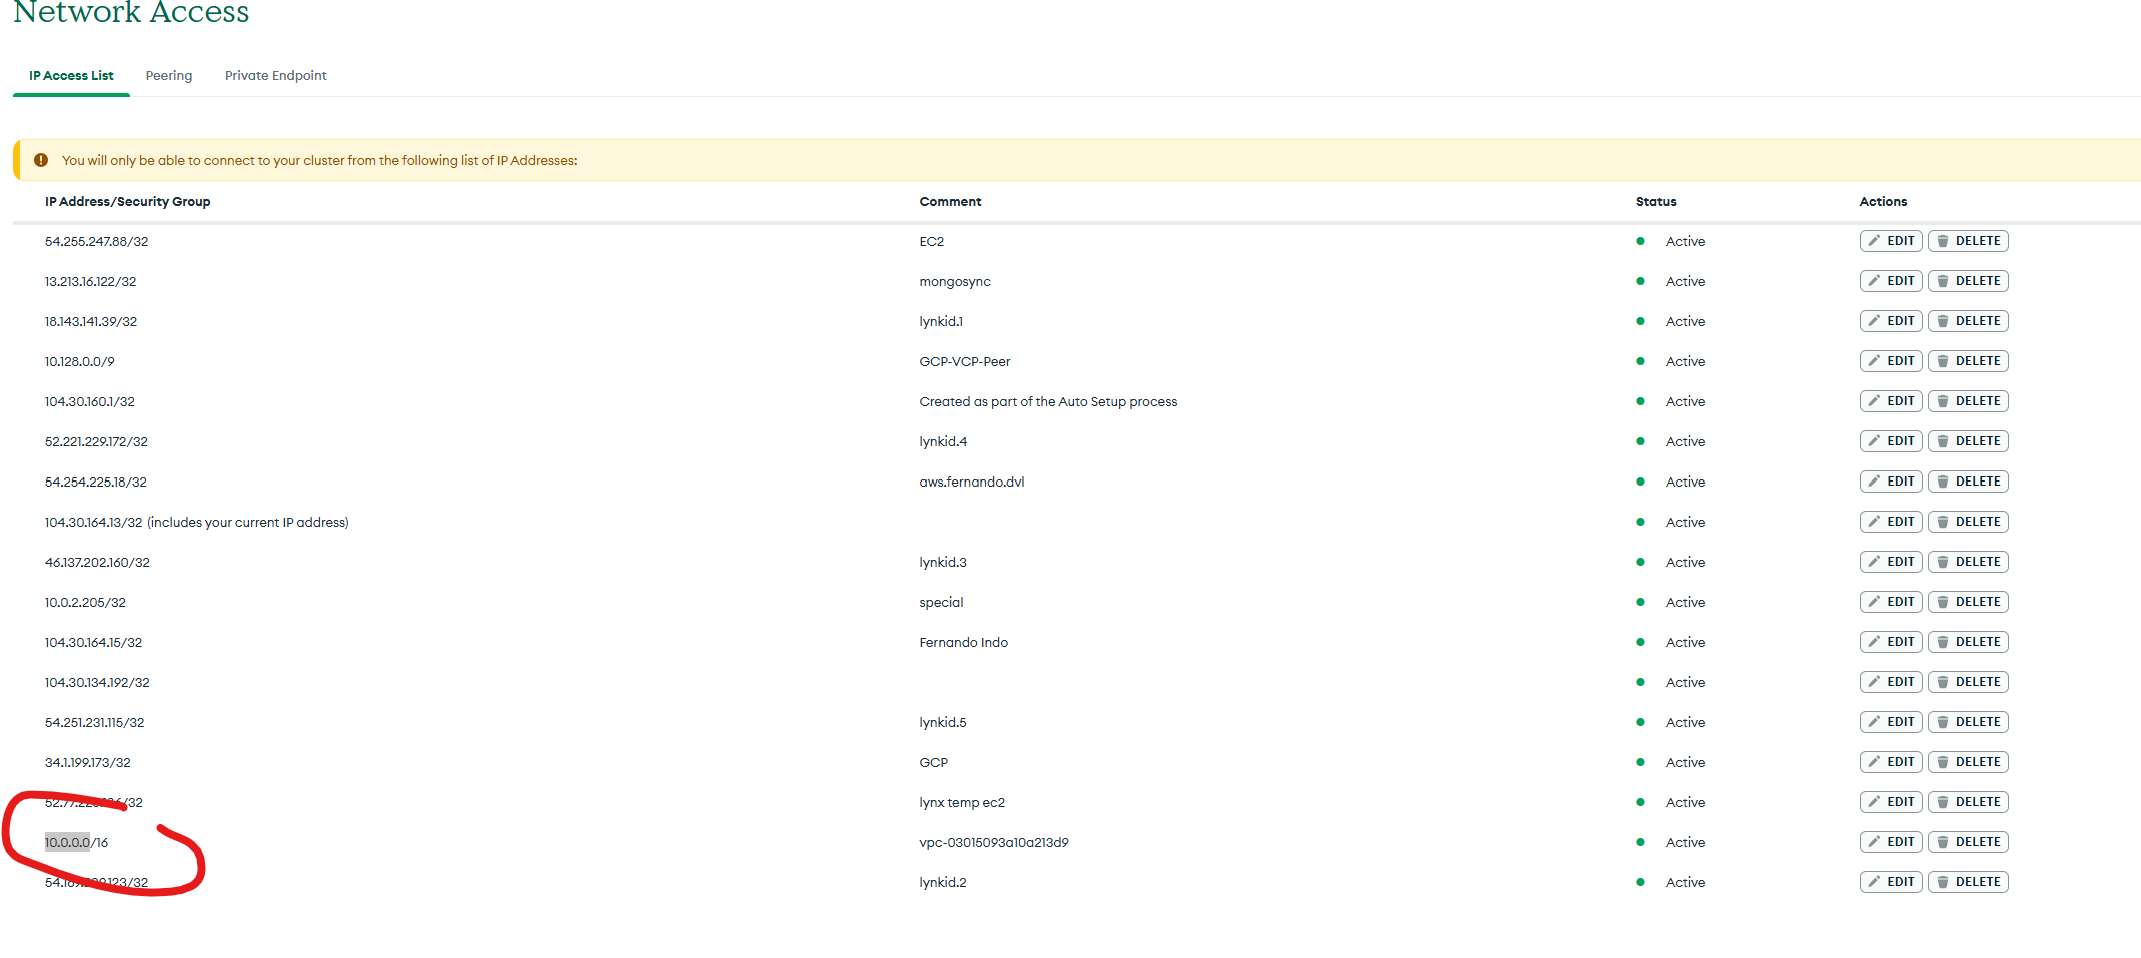 Network Access
IP Access List Peering Private Endpoint
You will only be able to connect to your cluster from the following list of IP Addresses:
IP Address/Security Group Comment Status Actions
54.255.247.88/32 EC2 Active EDIT DELETE
13.213.16.122/32 mongosync Active EDIT DELETE
18.143.141.39/32 lynkid.1 Active EDIT DELETE
10.128.0.0/9 GCP-VCP-Peer Active EDIT DELETE
104.30.160.1/32 Created as part of the Auto Setup process Active EDIT DELETE
52.221.229.172/32 lynkid.4 Active EDIT DELETE
54.254.225.18/32 aws.fernando.dvl Active EDIT DELETE
104.30.164.13/32 (includes your current IP address) Active EDIT DELETE
46.137.202.160/32 lynkid.3 Active EDIT DELETE
10.0.2.205/32 special Active EDIT DELETE
104.30.164.15/32 Fernando Indo Active EDIT DELETE
104.30.134.192/32 Active EDIT DELETE
54.251.231.115/32 lynkid.5 Active EDIT DELETE
34.1.199.173/32 GCP Active EDIT DELETE
lynx temp ec2 Active EDIT DELETE
10.0.0.0/16 vpc-03015093a10a213d9 Active EDIT DELETE
lynkid.2 Active EDIT DELETE